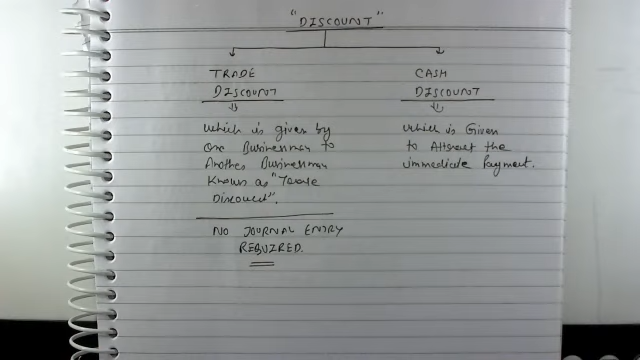 "DISCOUNT"
TRADE
DISCOUNT
CASH
DISCOUNT
which is given by
one Businessman to
Another Businessman
Known as "Trade
Discount".
NO JOURNAL ENTRY
REQUIRED.
which is Given
to Attract the
immediate Payment.